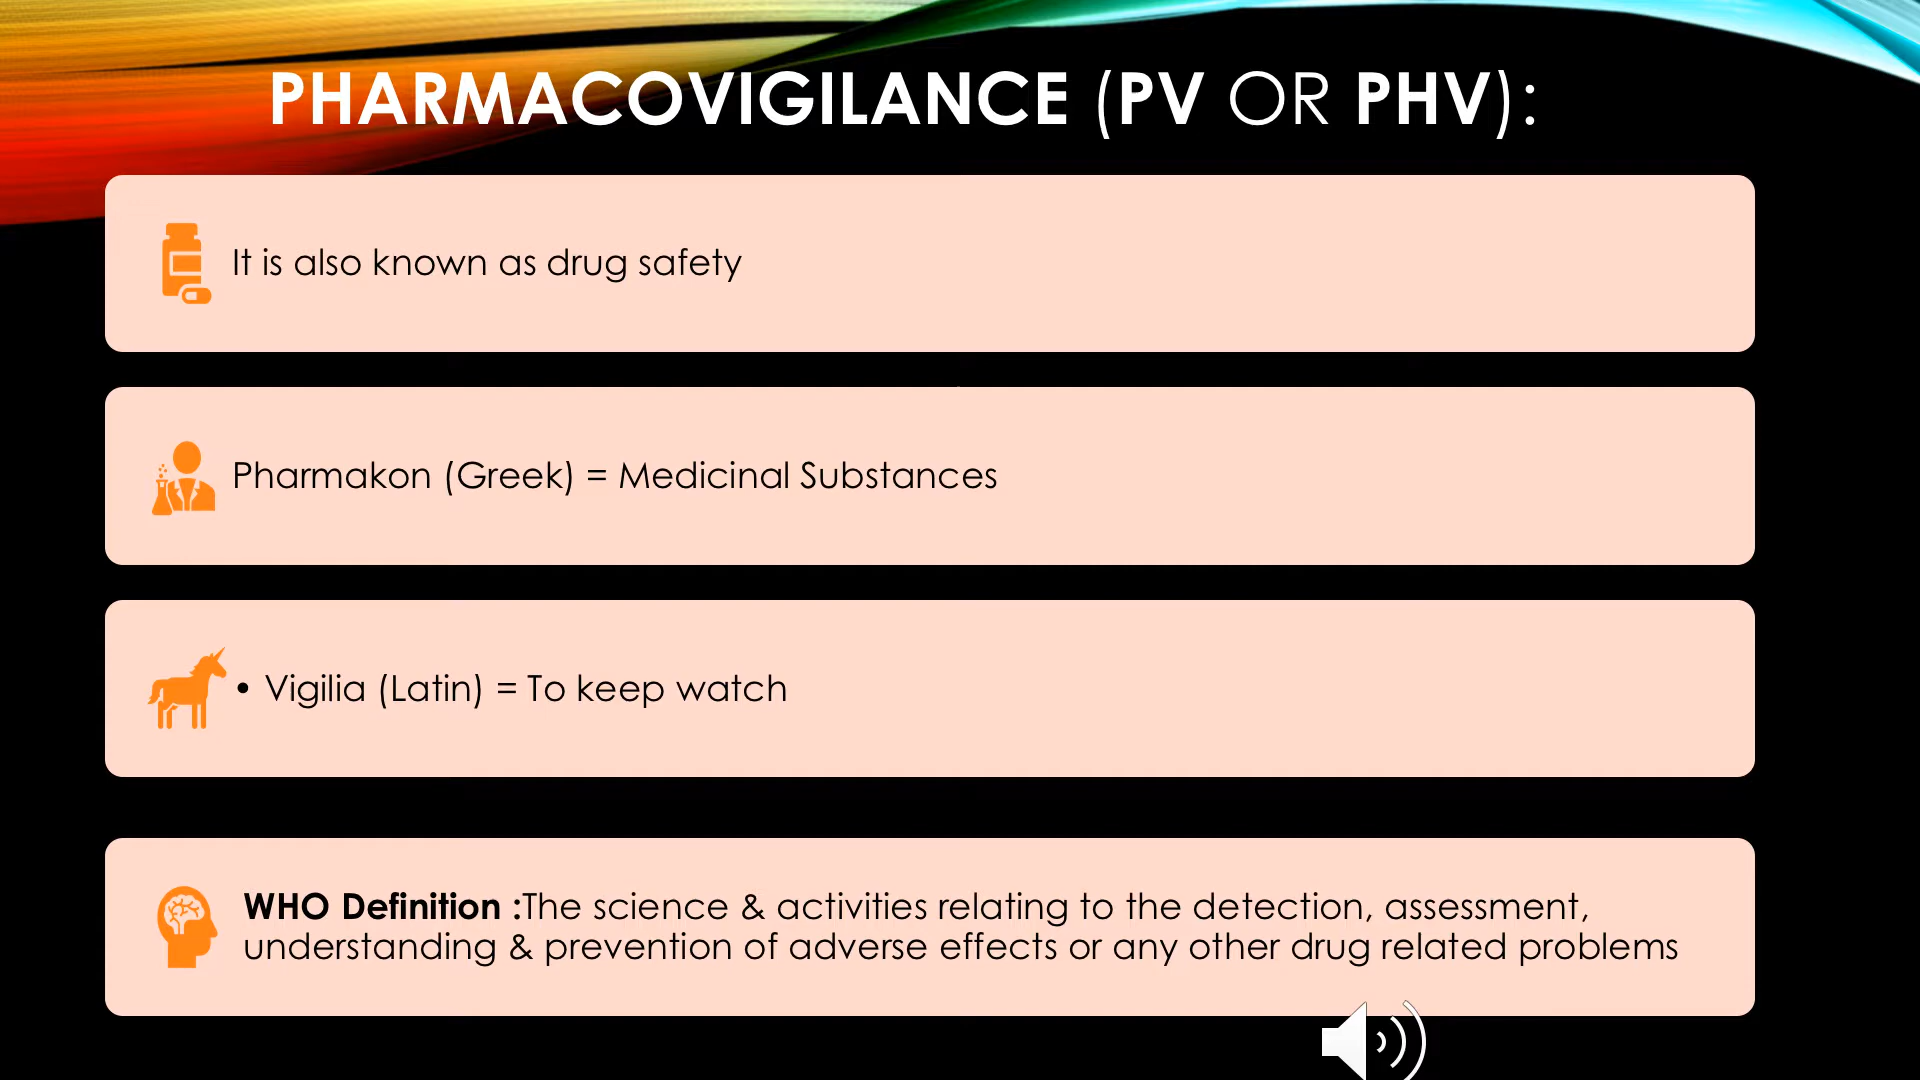 PHARMACOVIGILANCE (PV OR PHV):
It is also known as drug safety
Pharmakon (Greek) = Medicinal Substances
• Vigilia (Latin) = To keep watch
WHO Definition :The science & activities relating to the detection, assessment,
understanding & prevention of adverse effects or any other drug related problems